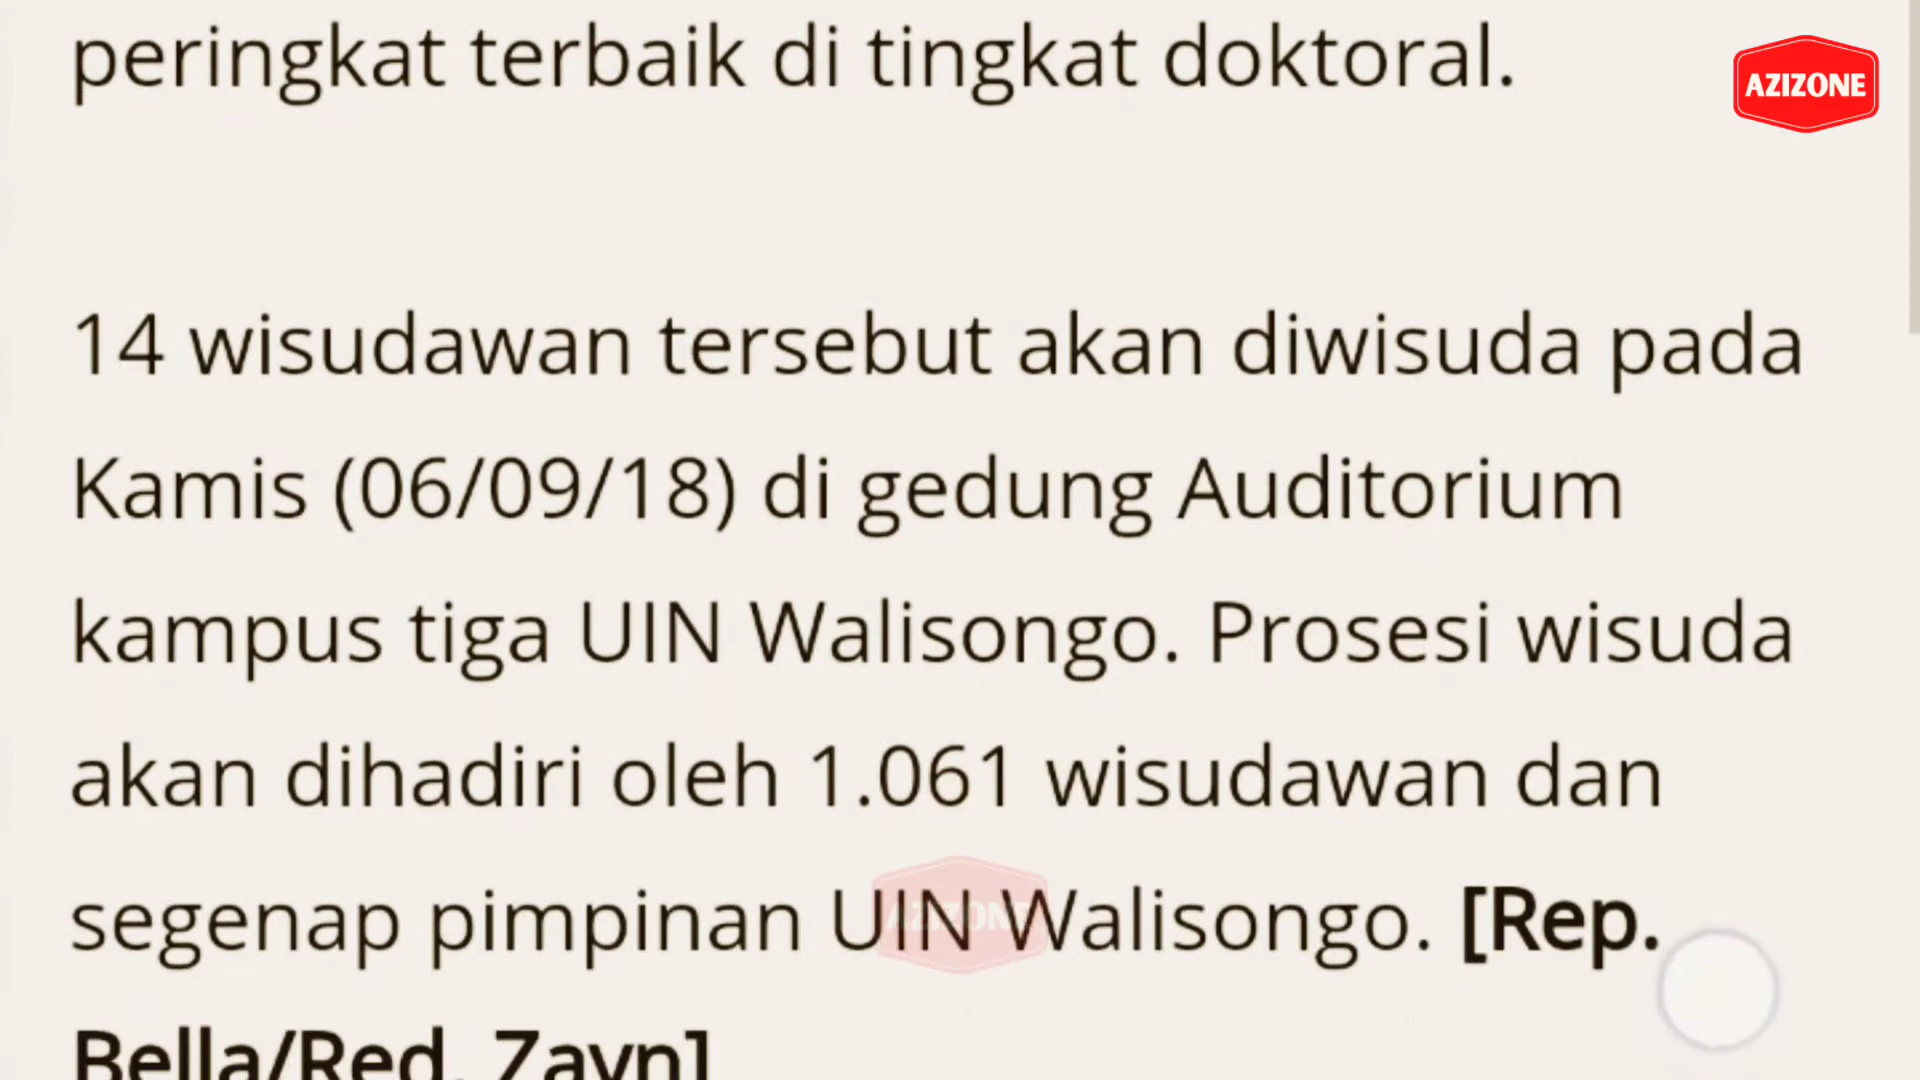 peringkat terbaik di tingkat doktoral.
AZIZONE
14 wisudawan tersebut akan diwisuda pada
Kamis (06/09/18) di gedung Auditorium
kampus tiga UIN Walisongo. Prosesi wisuda
akan dihadiri oleh 1.061 wisudawan dan
segenap pimpinan UIN Walisongo. [Rep.
AZIZONE
Bella/Red. Zayn]